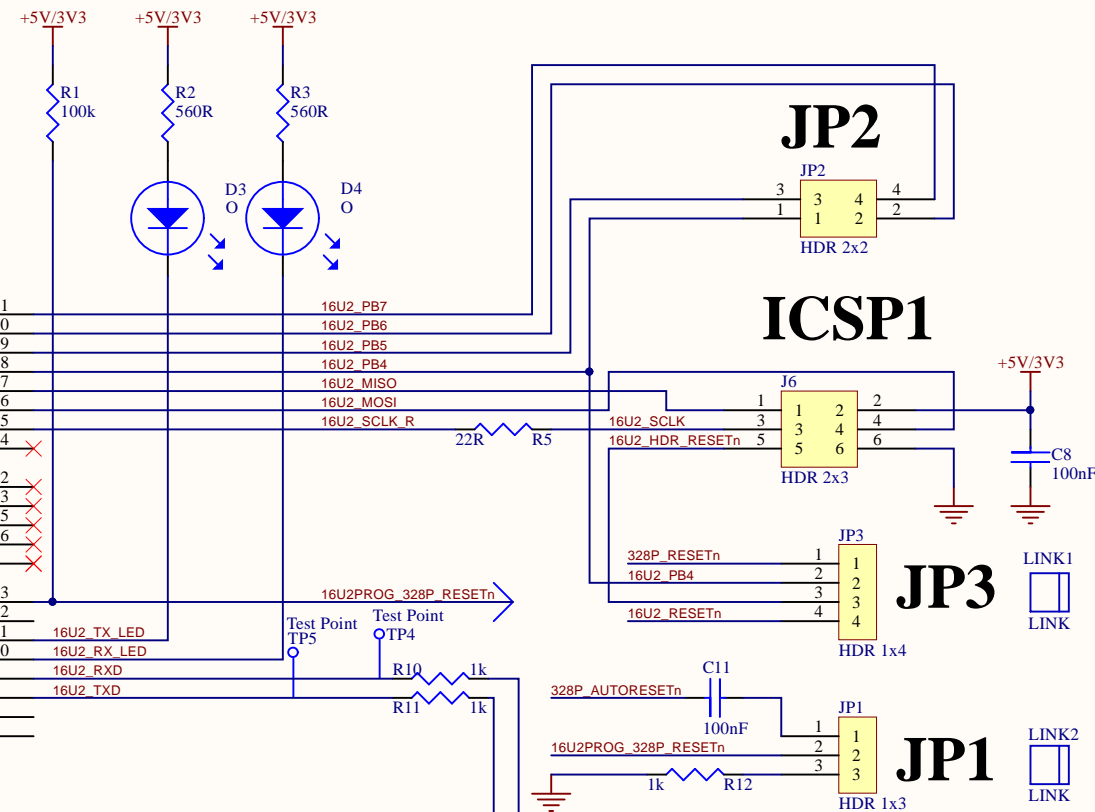 +5V/3V3
+5V/3V3
+5V/3V3
R1
100k
R2
560R
R3
560R
D3
O
D4
O
JP2
JP2
3
3
4
4
1
1
2
2
HDR 2x2
1
16U2_PB7
0
16U2_PB6
9
16U2_PB5
8
16U2_PB4
7
16U2_MISO
6
16U2_MOSI
5
16U2_SCLK_R
22R
R5
16U2_SCLK
16U2_HDR_RESETn
4
2
3
5
6
ICSP1
J6
1
1
2
2
3
3
4
4
5
5
6
6
HDR 2x3
+5V/3V3
C8
100nF
3
16U2PROG_328P_RESETn
2
1
16U2_TX_LED
0
16U2_RX_LED
16U2_RXD
16U2_TXD
Test Point
TP5
Test Point
TP4
R10
1k
R11
1k
JP3
328P_RESETn
1
1
16U2_PB4
2
2
3
3
16U2_RESETn
4
4
HDR 1x4
JP3
LINK1
LINK
C11
100nF
328P_AUTORESETn
16U2PROG_328P_RESETn
1k
R12
JP1
1
1
2
2
3
3
HDR 1x3
JP1
LINK2
LINK